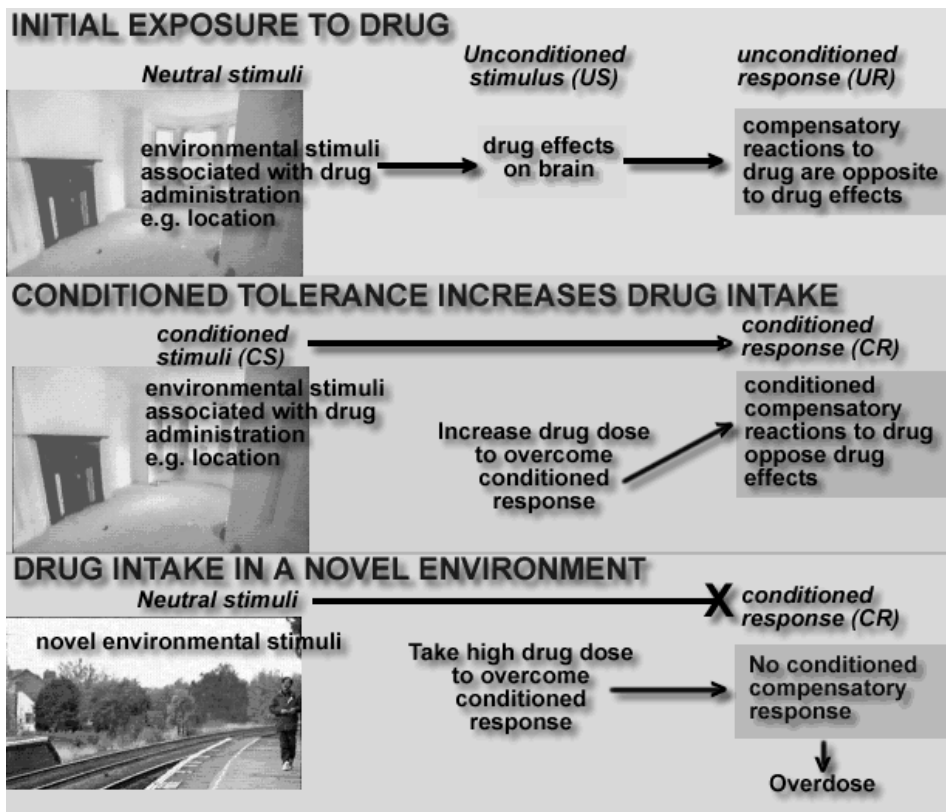 INITIAL EXPOSURE TO DRUG
Neutral stimuli
Unconditioned
stimulus (US)
unconditioned
response (UR)
environmental stimuli
associated with drug
administration
e.g. location
drug effects
on brain
compensatory
reactions to
drug are opposite
to drug effects
CONDITIONED TOLERANCE INCREASES DRUG INTAKE
conditioned
stimuli (CS)
conditioned
response (CR)
environmental stimuli
associated with drug
administration
e.g. location
Increase drug dose
to overcome
conditioned
response
conditioned
compensatory
reactions to drug
oppose drug
effects
DRUG INTAKE IN A NOVEL ENVIRONMENT
Neutral stimuli
X
conditioned
response (CR)
novel environmental stimuli
Take high drug dose
to overcome
conditioned
response
No conditioned
compensatory
response
Overdose